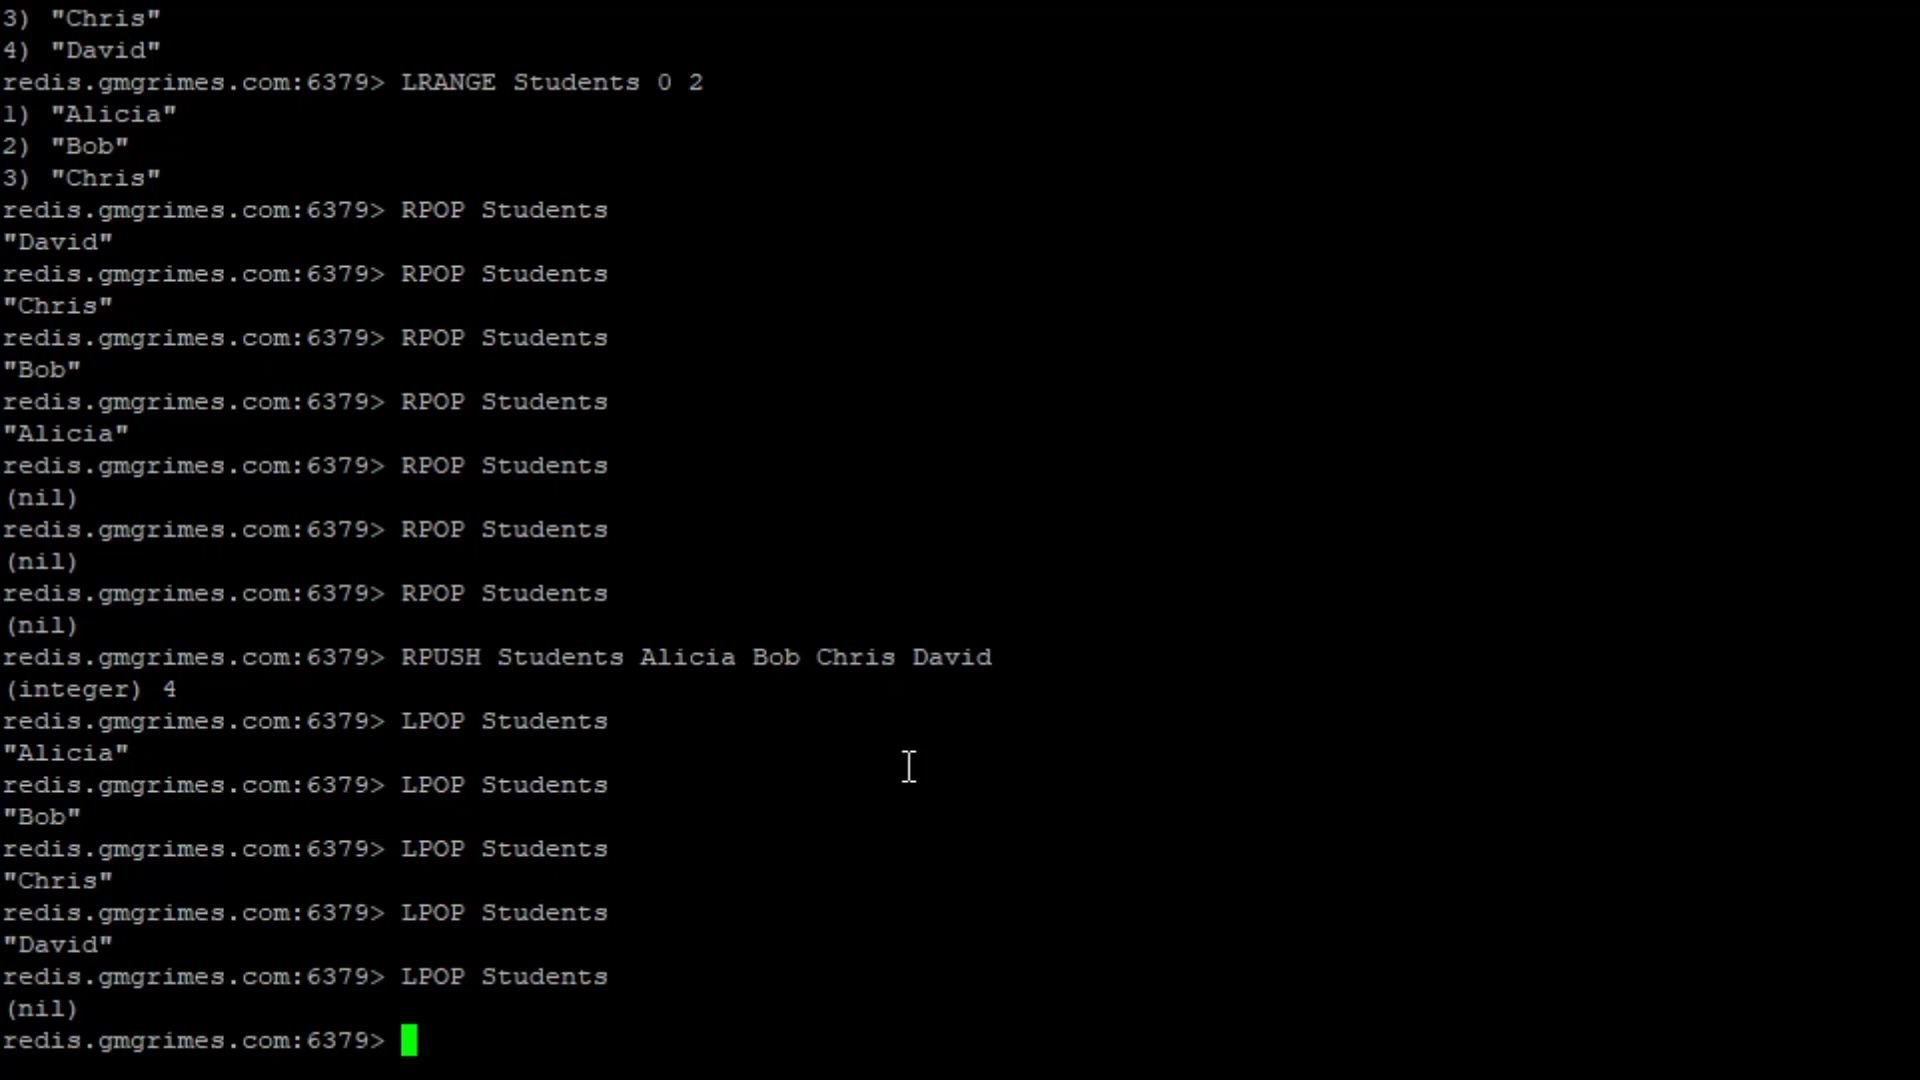 3) "Chris"
4) "David"
redis.gmgrimes.com:6379> LRANGE Students 0 2
1) "Alicia"
2) "Bob"
3) "Chris"
redis.gmgrimes.com:6379> RPOP Students
"David"
redis.gmgrimes.com:6379> RPOP Students
"Chris"
redis.gmgrimes.com:6379> RPOP Students
"Bob"
redis.gmgrimes.com:6379> RPOP Students
"Alicia"
redis.gmgrimes.com:6379> RPOP Students
(nil)
redis.gmgrimes.com:6379> RPOP Students
(nil)
redis.gmgrimes.com:6379> RPOP Students
(nil)
redis.gmgrimes.com:6379> RPUSH Students Alicia Bob Chris David
(integer) 4
redis.gmgrimes.com:6379> LPOP Students
"Alicia"
redis.gmgrimes.com:6379> LPOP Students
"Bob"
redis.gmgrimes.com:6379> LPOP Students
"Chris"
redis.gmgrimes.com:6379> LPOP Students
"David"
redis.gmgrimes.com:6379> LPOP Students
(nil)
redis.gmgrimes.com:6379>